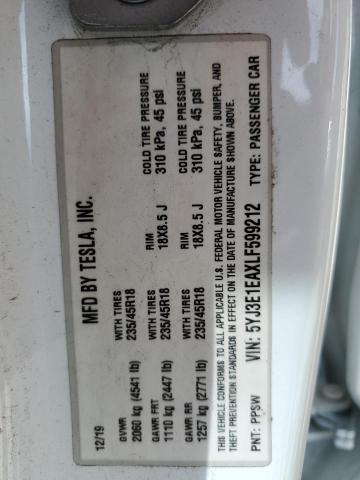 MFD BY TESLA, INC.
12/19
GVWR WITH TIRES RIM COLD TIRE PRESSURE
2060 kg (4541 lb) 235/45R18 18X8.5 J 310 kPa, 45 psi
GAWR FRT WITH TIRES RIM COLD TIRE PRESSURE
1110 kg (2447 lb) 235/45R18 18X8.5 J 310 kPa, 45 psi
GAWR RR
1257 kg (2771 lb)
THIS VEHICLE CONFORMS TO ALL APPLICABLE U.S. FEDERAL MOTOR VEHICLE SAFETY, BUMPER, AND
THEFT PREVENTION STANDARDS IN EFFECT ON THE DATE OF MANUFACTURE SHOWN ABOVE.
VIN: 5YJ3E1EAXLF599212 TYPE: PASSENGER CAR
PNT: PPSW